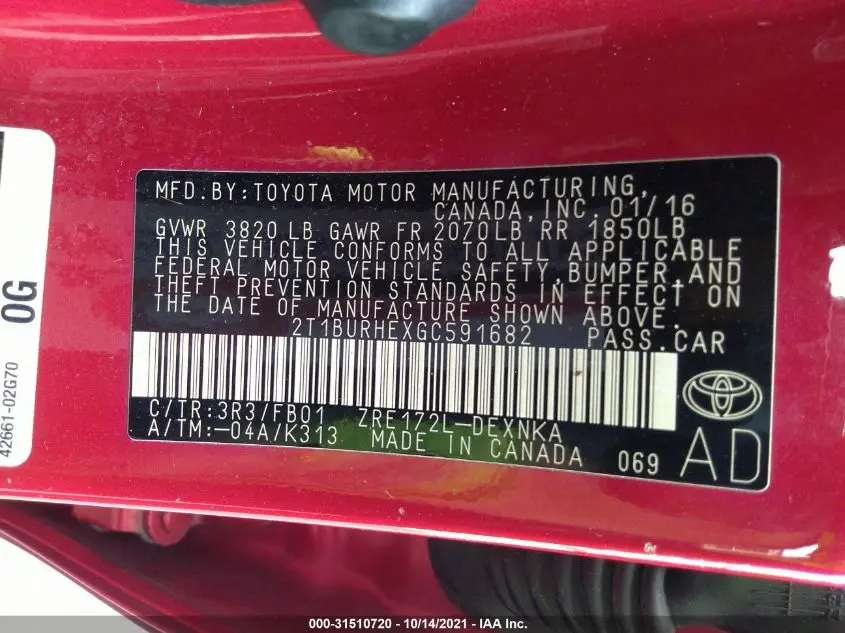 MFD.BY:TOYOTA MOTOR MANUFACTURING,
CANADA,INC.01/16
GVWR 3820LB GAWR FR 2070LB RR 1850LB
THIS VEHICLE CONFORMS TO ALL APPLICABLE
FEDERAL MOTOR VEHICLE SAFETY,BUMPER,AND
THEFT PREVENTION STANDARDS IN EFFECT ON
THE DATE OF MANUFACTURE SHOWN ABOVE.
2T1BURHEXGC591682 PASS.CAR
C/TR:3R3/FB01 ZRE172L-DEXNKA
A/TM:-04A/K313 MADE IN CANADA 069 AD
42661-02G70
0G
000-31510720 - 10/14/2021 - IAA Inc.